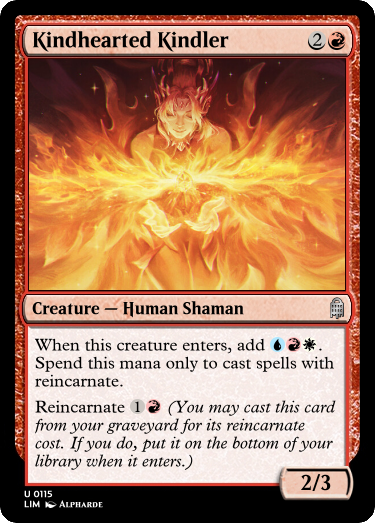 Kindhearted Kindler 2
Creature — Human Shaman
When this creature enters, add .
Spend this mana only to cast spells with
reincarnate.
Reincarnate 1 (You may cast this card
from your graveyard for its reincarnate
cost. If you do, put it on the bottom of your
library when it enters.)
2/3
U 0115
LIM ALPHARDE